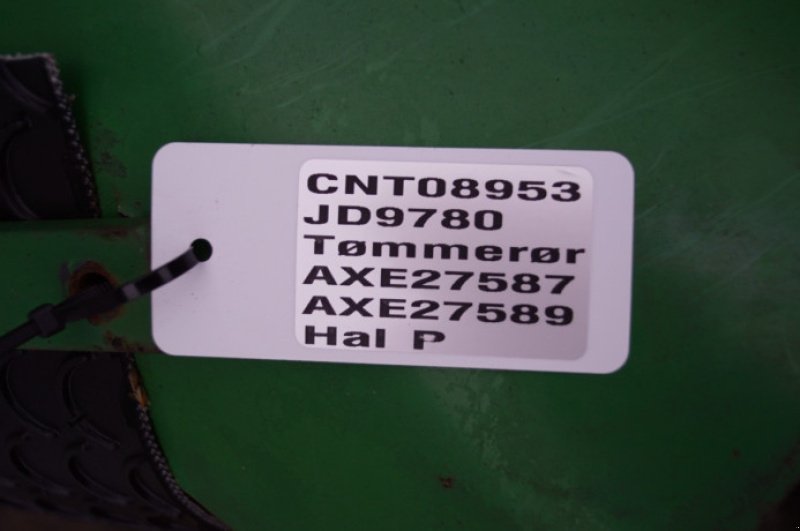 CNT08953
JD9780
Tømmerør
AXE27587
AXE27589
Hal P